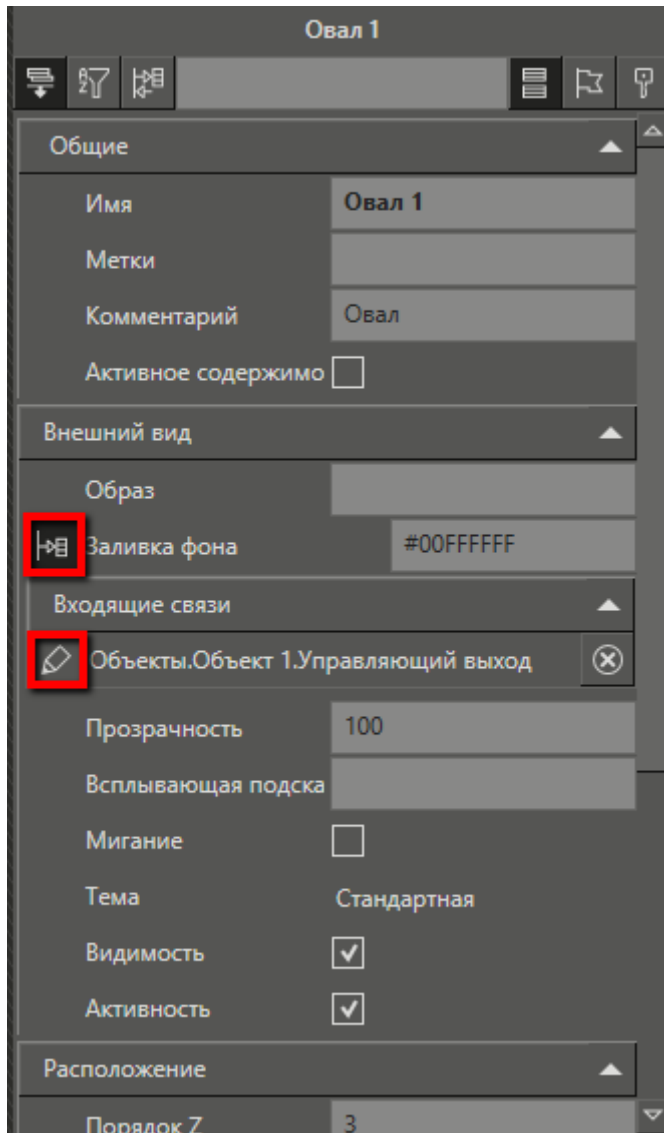 Овал 1
Общие
Имя Овал 1
Метки
Комментарий Овал
Активное содержимо
Внешний вид
Образ
Заливка фона #00FFFFFF
Входящие связи
Объекты.Объект 1.Управляющий выход
Прозрачность 100
Всплывающая подска
Мигание
Тема Стандартная
Видимость
Активность
Расположение
Порядок Z 3